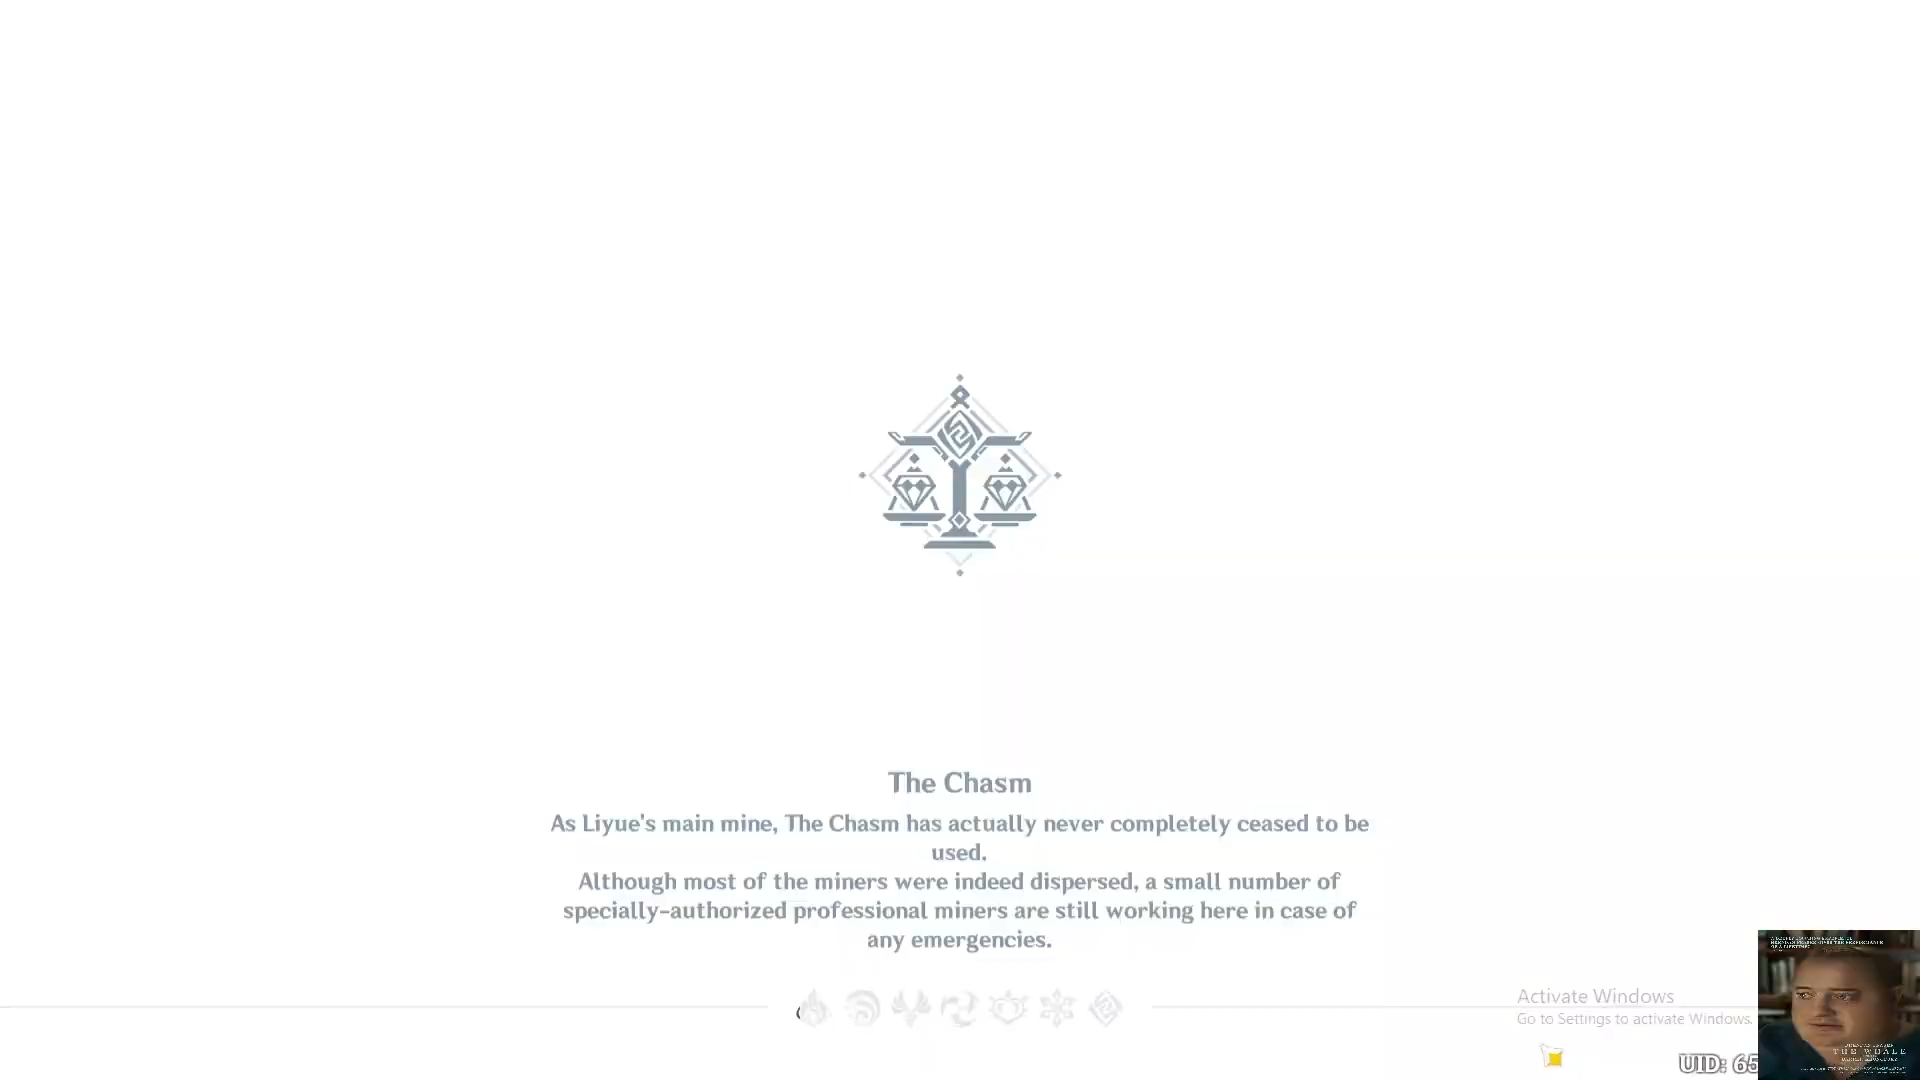 The Chasm
As Liyue's main mine, The Chasm has actually never completely ceased to be
used.
Although most of the miners were indeed dispersed, a small number of
specially-authorized professional miners are still working here in case of
any emergencies.
Activate Windows
Go to Settings to activate Windows.
UID: 65
THE WHALE